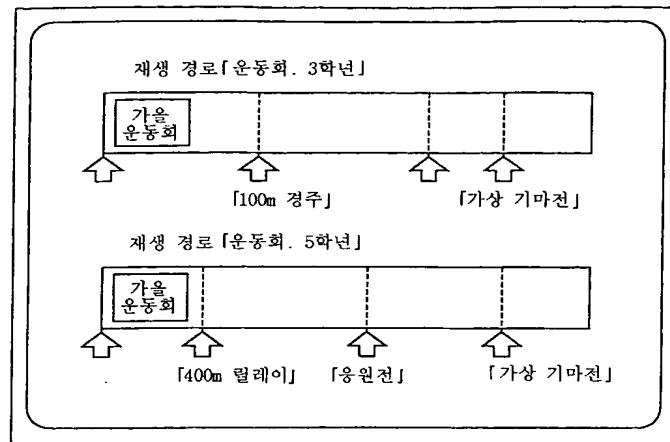 재생 경로「운동회. 3학년」
가을
운동회
「100m 경주」 「가상 기마전」
재생 경로「운동회. 5학년」
가을
운동회
「400m 릴레이」 「응원전」 「가상 기마전」